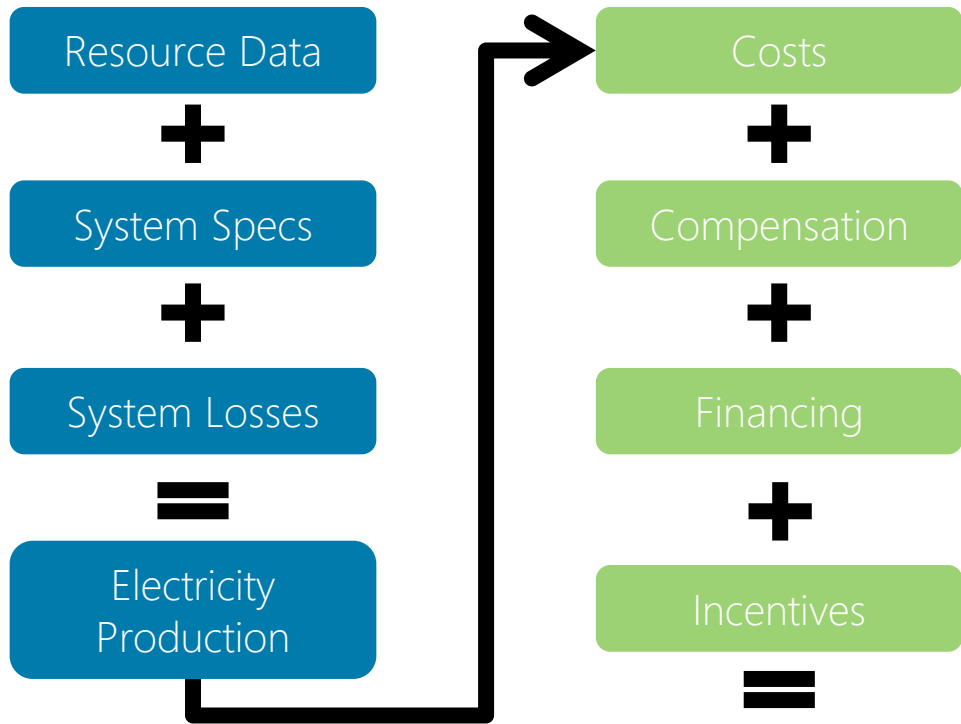 Resource Data
+
System Specs
+
System Losses
=
Electricity
Production
Costs
+
Compensation
+
Financing
+
Incentives
=